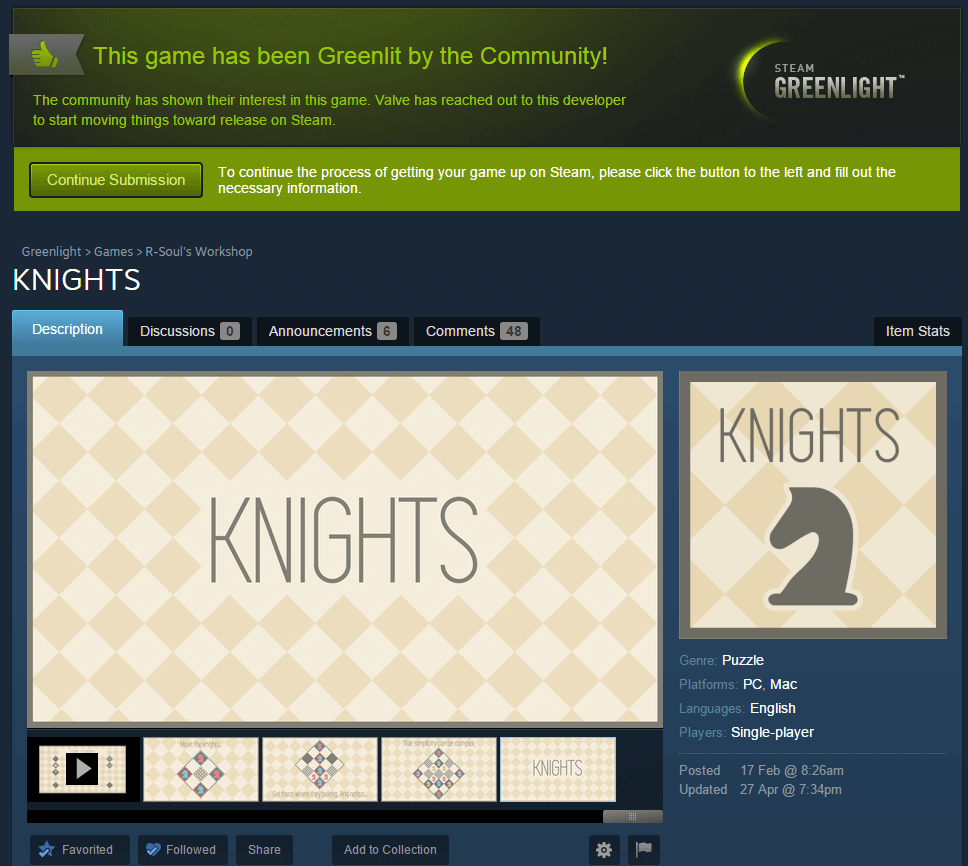 This game has been Greenlit by the Community!
The community has shown their interest in this game. Valve has reached out to this developer
to start moving things toward release on Steam.
STEAM
GREENLIGHT™
Continue Submission
To continue the process of getting your game up on Steam, please click the button to the left and fill out the
necessary information.
Greenlight > Games > R-Soul's Workshop
KNIGHTS
Description
Discussions 0
Announcements 6
Comments 48
Item Stats
KNIGHTS
KNIGHTS
Genre: Puzzle
Platforms: PC, Mac
Languages: English
Players: Single-player
Posted 17 Feb @ 8:26am
Updated 27 Apr @ 7:34pm
Move the knights.
Get them where they belong. And notice...
That simplicity can be complex.
KNIGHTS
Favorited
Followed
Share
Add to Collection